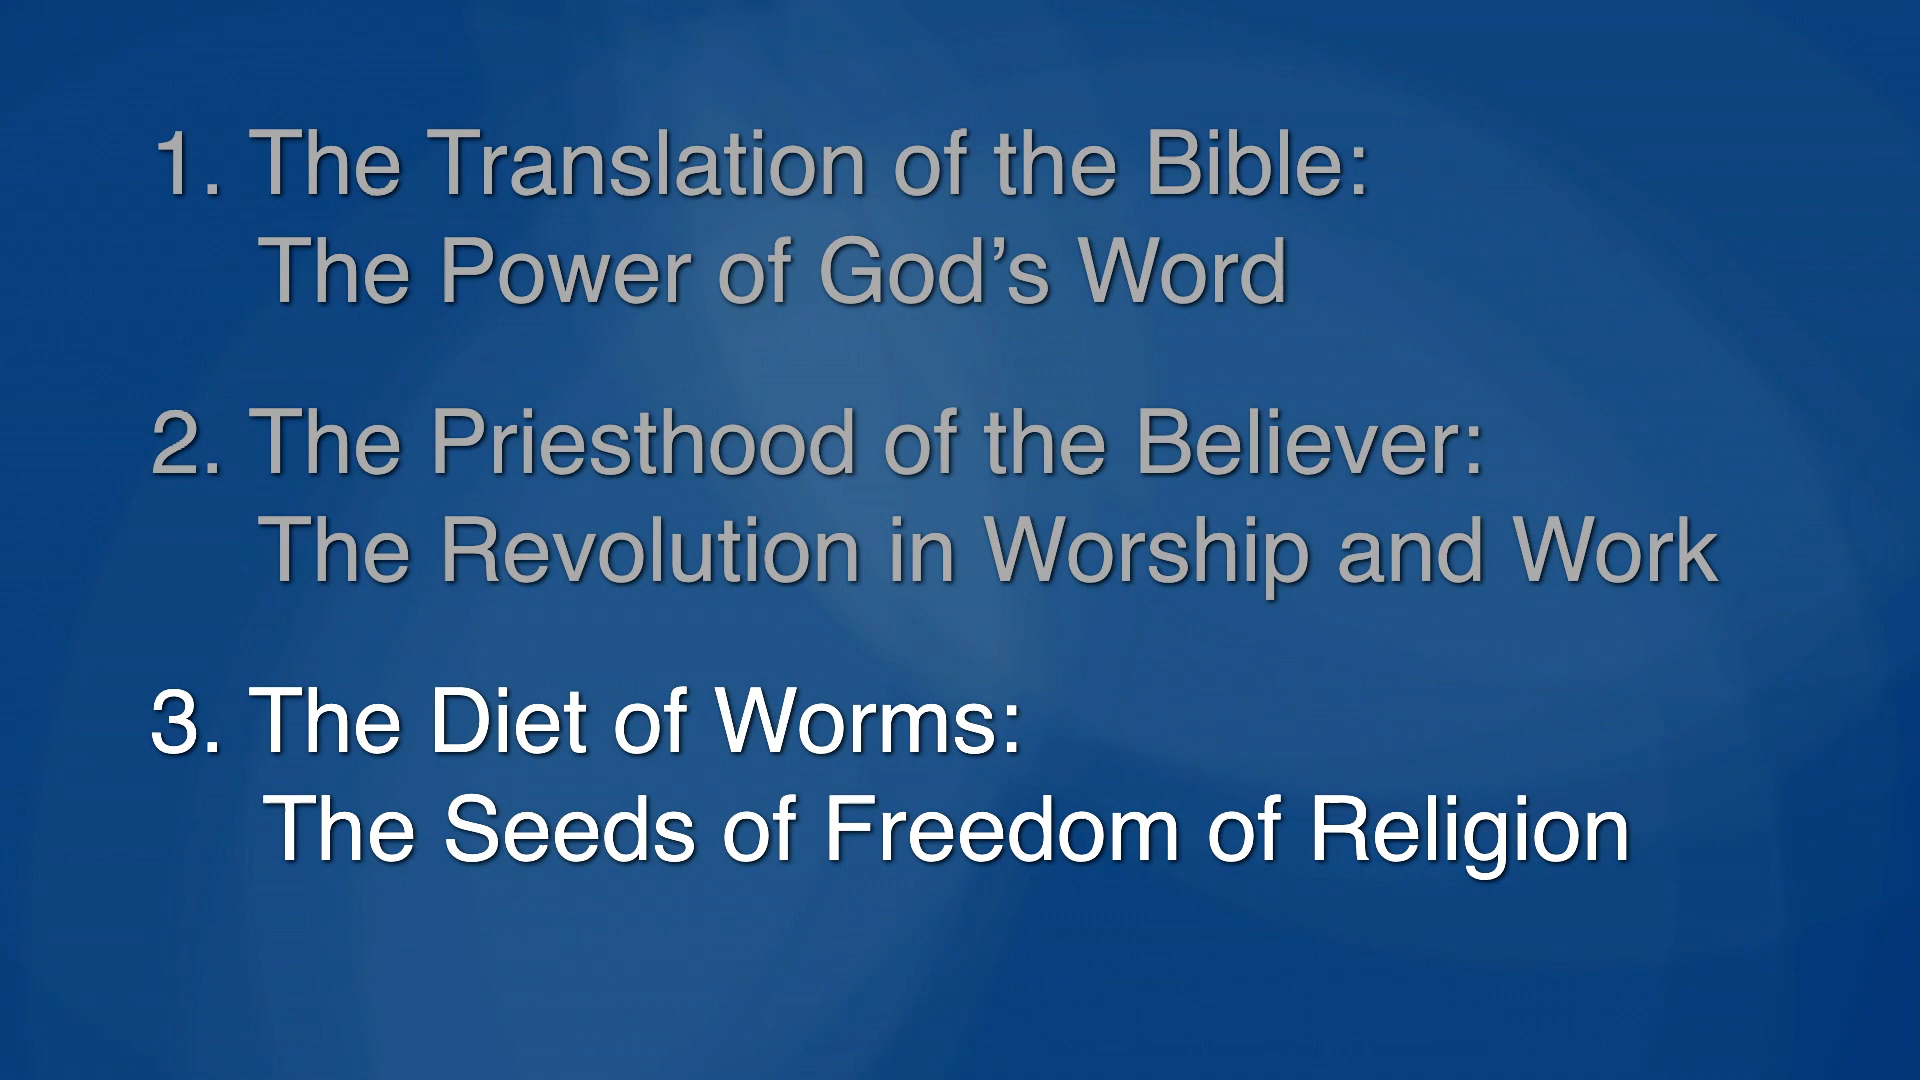 1. The Translation of the Bible:
The Power of God’s Word
2. The Priesthood of the Believer:
The Revolution in Worship and Work
3. The Diet of Worms:
The Seeds of Freedom of Religion